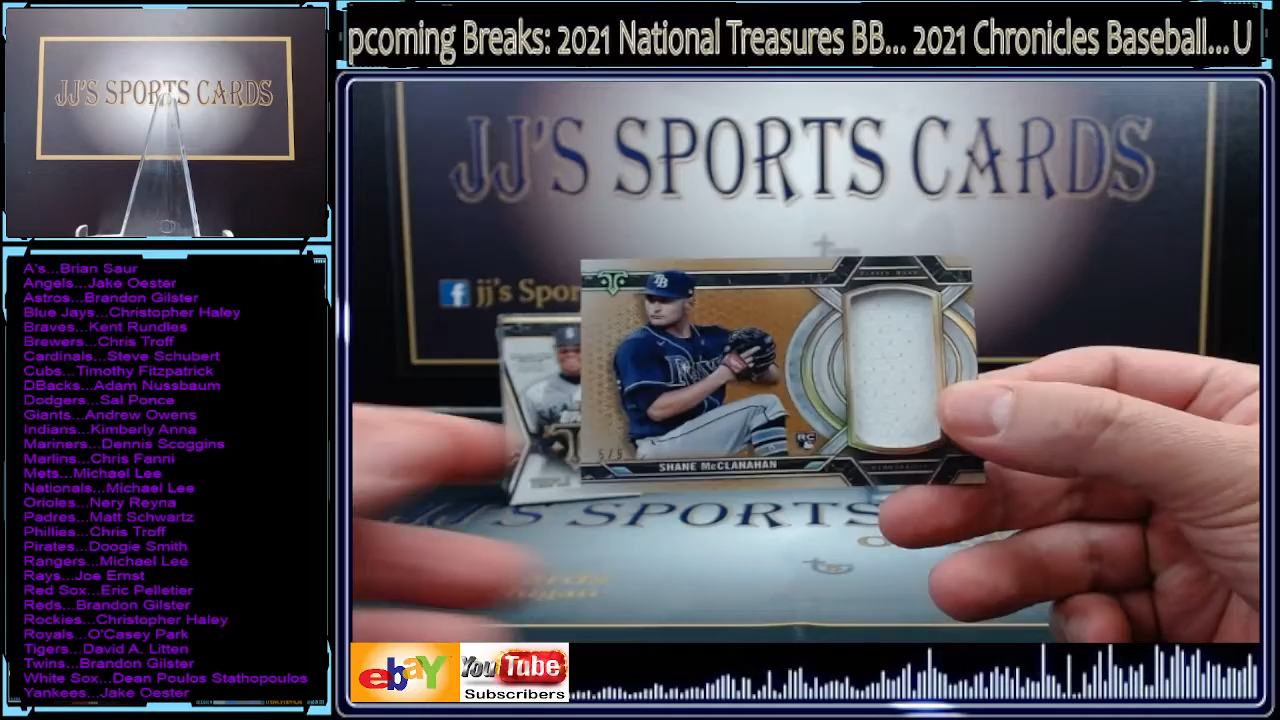 JJ'S SPORTS CARDS
pcoming Breaks: 2021 National Treasures BB... 2021 Chronicles Baseball... U
A's...Brian Saur
Angels...Jake Oester
Astros...Brandon Gilster
Blue Jays...Christopher Haley
Braves...Kent Rundles
Brewers...Chris Troff
Cardinals...Steve Schubert
Cubs...Timothy Fitzpatrick
DBacks...Adam Nussbaum
Dodgers...Sal Ponce
Giants...Andrew Owens
Indians...Kimberly Anna
Mariners...Dennis Scoggins
Marlins...Chris Fanni
Mets...Michael Lee
Nationals...Michael Lee
Orioles...Nery Reyna
Padres...Matt Schwartz
Phillies...Chris Troff
Pirates...Doogie Smith
Rangers...Michael Lee
Rays...Joe Ernst
Red Sox...Eric Pelletier
Reds...Brandon Gilster
Rockies...Christopher Haley
Royals...O'Casey Park
Tigers...David A. Litten
Twins...Brandon Gilster
White Sox...Dean Poulos Stathopoulos
Yankees...Jake Oester
JJ'S SPORTS CARDS
f jj's Spor
TB
RAYS
RC
5/9
SHANE McCLANAHAN
JJ'S SPORTS
ebaY
YouTube
Subscribers